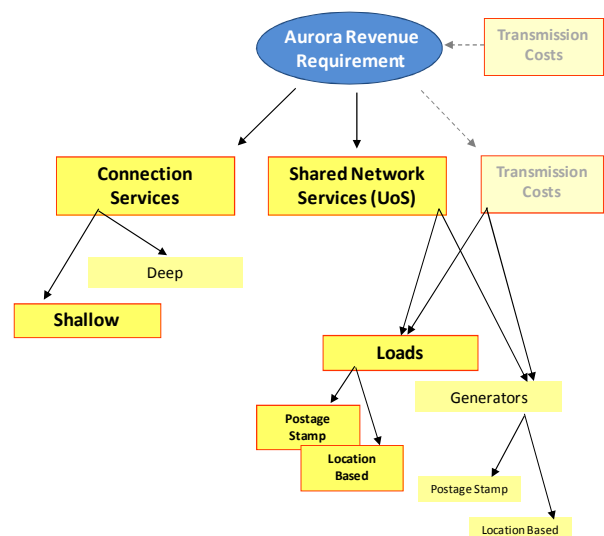 Aurora Revenue
Requirement
Transmission
Costs
Connection
Services
Shared Network
Services (UoS)
Transmission
Costs
Deep
Shallow
Loads
Generators
Postage
Stamp
Location
Based
Postage Stamp
Location Based